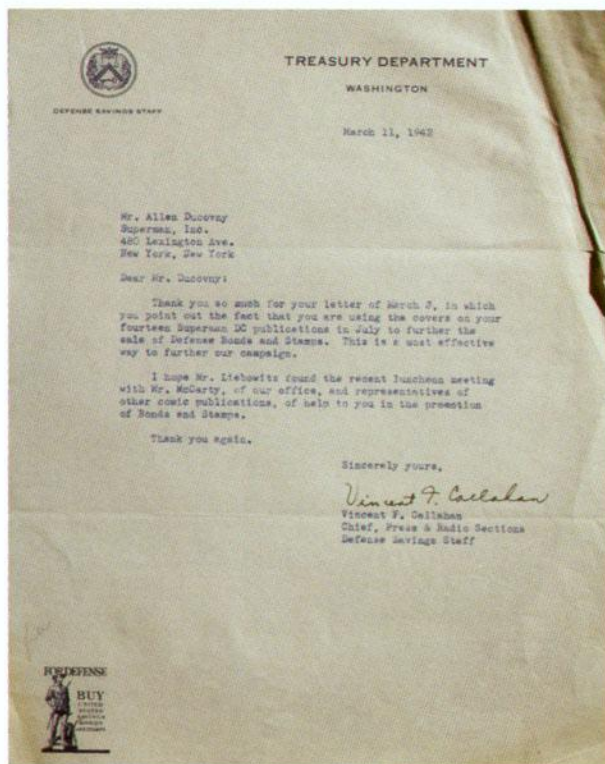 TREASURY DEPARTMENT
WASHINGTON
DEFENSE SAVINGS STAFF
March 11, 1942
Mr. Allen Ducovny
Superman, Inc.
480 Lexington Ave.
New York, New York
Dear Mr. Ducovny:
Thank you so much for your letter of March 3, in which
you point out the fact that you are using the covers on your
fourteen Superman DC publications in July to further the
sale of Defense Bonds and Stamps. This is a most effective
way to further our campaign.
I hope Mr. Liebowitz found the recent luncheon meeting
with Mr. McCarty, of our office, and representatives of
other comic publications, of help to you in the promotion
of Bonds and Stamps.
Thank you again.
Sincerely yours,
Vincent F. Callahan
Vincent F. Callahan
Chief, Press & Radio Sections
Defense Savings Staff
FOR DEFENSE
BUY
UNITED
STATES
SAVINGS
BONDS